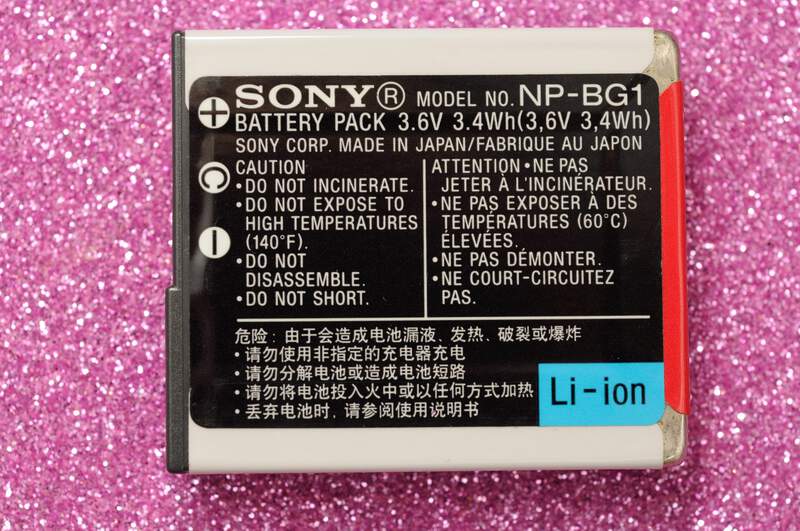 SONY® MODEL NO. NP-BG1
BATTERY PACK 3.6V 3.4Wh(3,6V 3,4Wh)
SONY CORP. MADE IN JAPAN/FABRIQUE AU JAPON
+
C
−
CAUTION
•DO NOT INCINERATE.
•DO NOT EXPOSE TO
HIGH TEMPERATURES
(140°F).
•DO NOT
DISASSEMBLE.
•DO NOT SHORT.
ATTENTION •NE PAS
JETER À L'INCINÉRATEUR.
•NE PAS EXPOSER À DES
TEMPÉRATURES (60°C)
ÉLEVÉES.
•NE PAS DÉMONTER.
•NE COURT-CIRCUITEZ
PAS.
危险: 由于会造成电池漏液、发热、破裂或爆炸
•请勿使用非指定的充电器充电
•请勿分解电池或造成电池短路
•请勿将电池投入火中或以任何方式加热
•丢弃电池时, 请参阅使用说明书
Li-ion